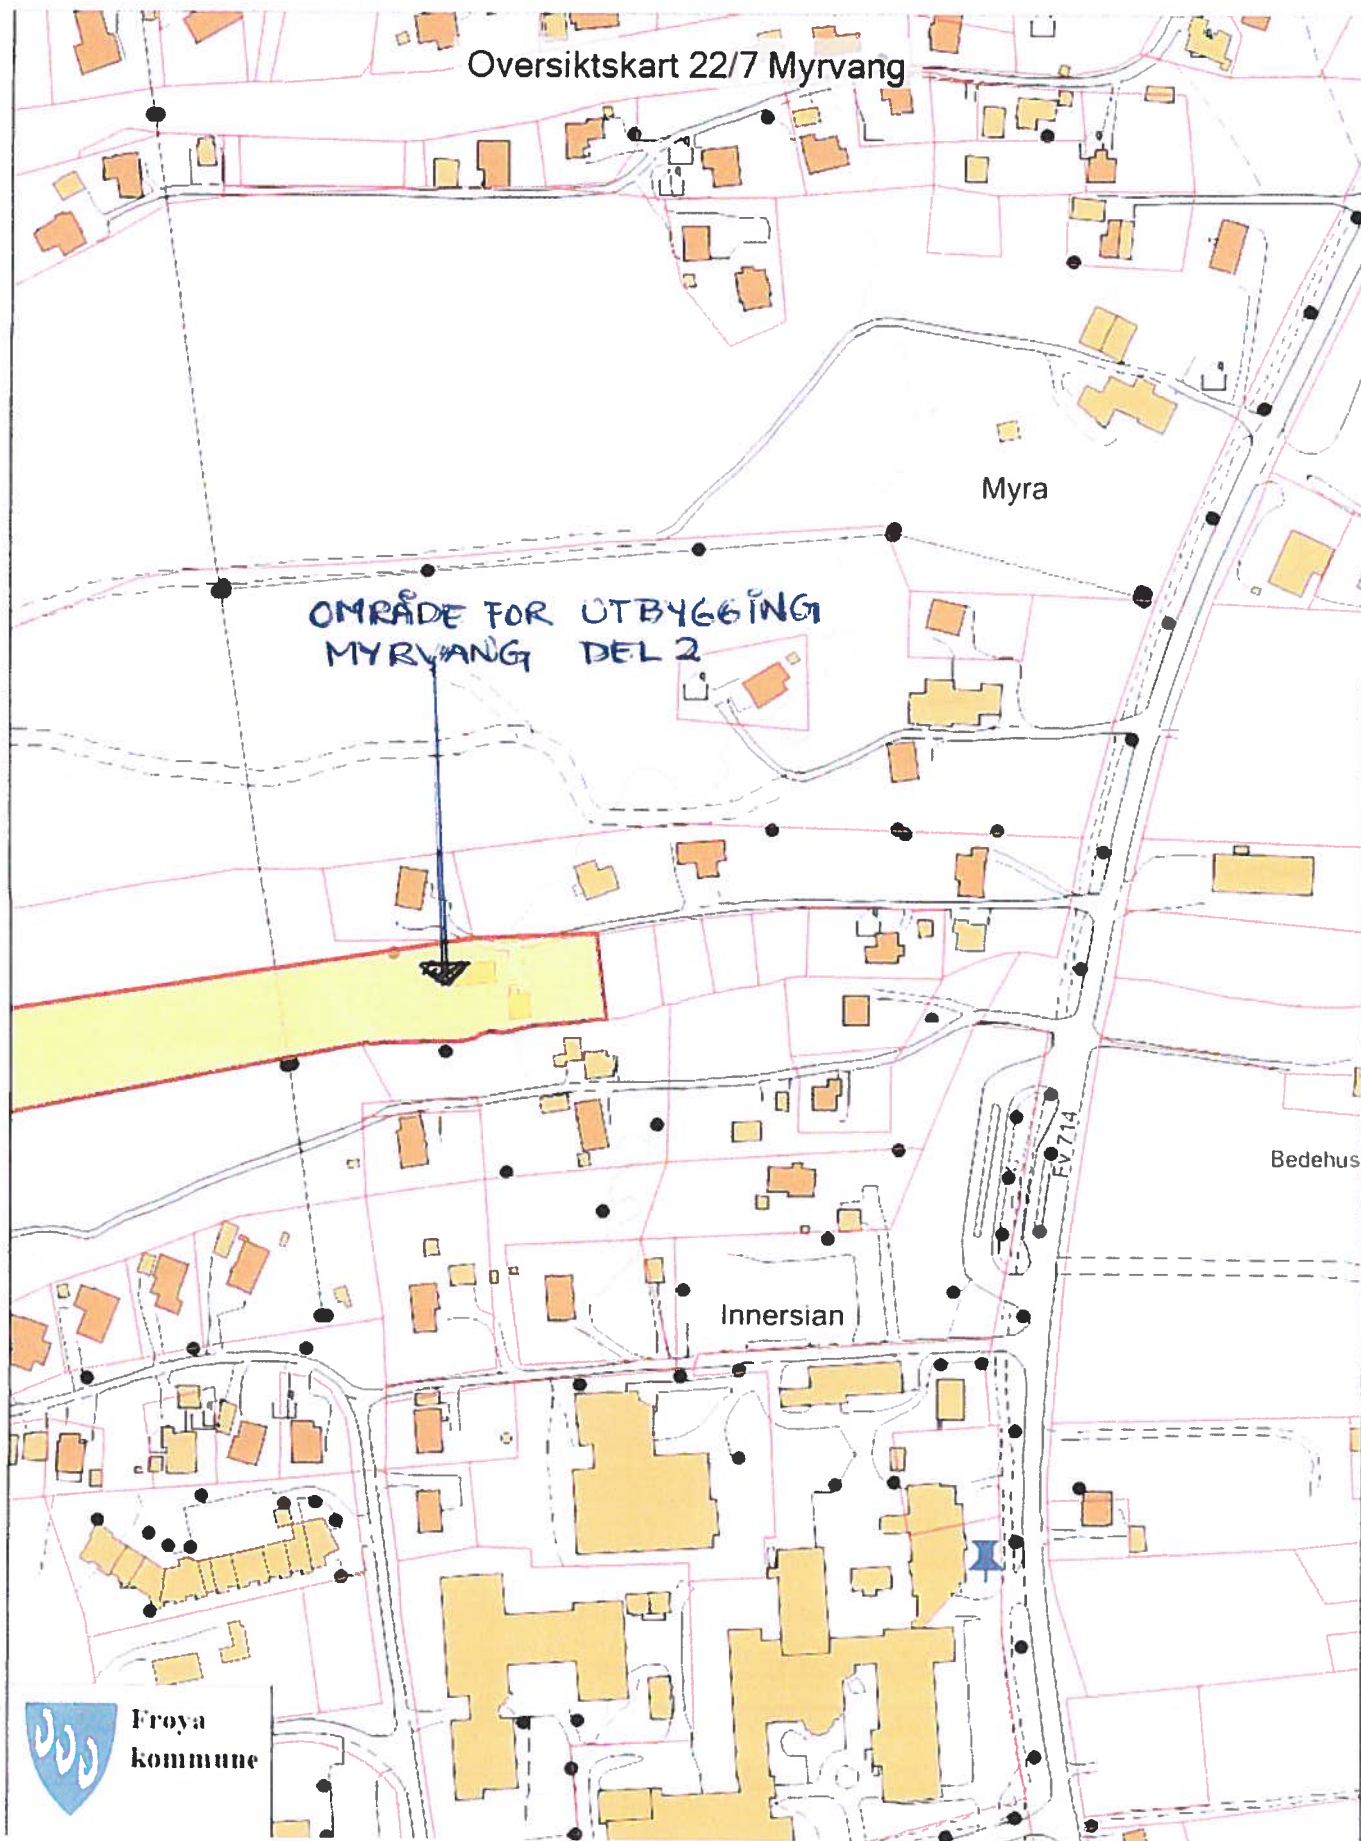 Oversiktskart 22/7 Myrvang
Myra
OMRÅDE FOR UTBYGGING
MYRVANG DEL 2
FV 714
Bedehus
Innersian
Frøya
kommune